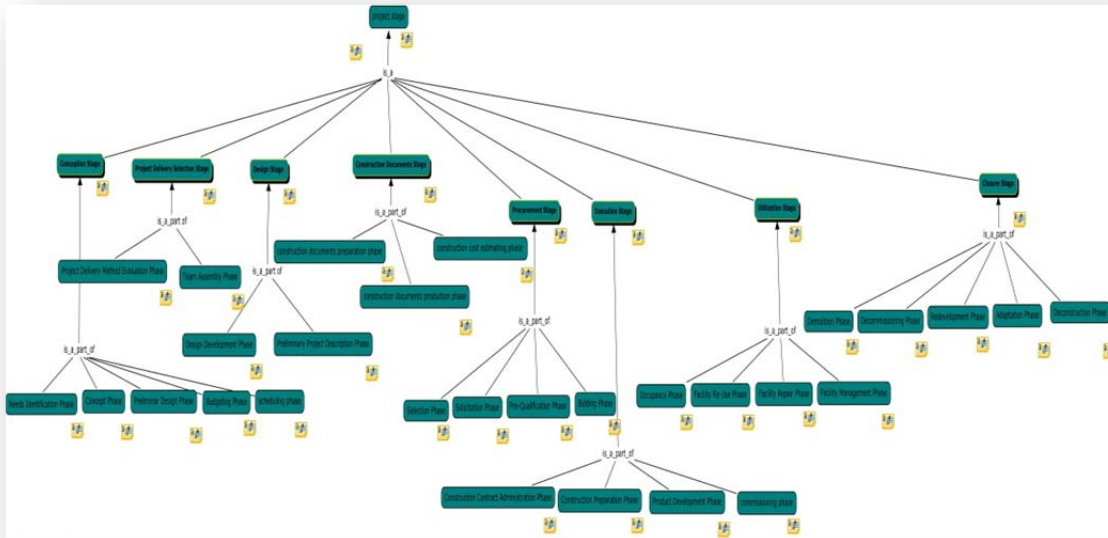 project stage
is_a
Conception Stage
Project Delivery Selection Stage
Design Stage
Construction Documents Stage
Procurement Stage
Execution Stage
Utilization Stage
Closure Stage
is_a_part of
is_a_part_of
is_a_part_of
construction documents preparation phase
construction cost estimating phase
Project Delivery Method Evaluation Phase
Team Assembly Phase
is_a_part of
construction documents production phase
Demolition Phase
Decommissioning Phase
Redevelopment Phase
Adaptation Phase
Deconstruction Phase
is_a_part_of
is_a_part_of
Design Development Phase
Preliminary Project Description Phase
is_a_part_of
Needs Identification Phase
Concept Phase
Preliminar Design Phase
Budgeting Phase
scheduling phase
Selection Phase
Solicitation Phase
Pre-Qualification Phase
Bidding Phase
Occupancy Phase
Facility Re-Use Phase
Facility Repair Phase
Facility Management Phase
is_a_part_of
Construction Contract Administration Phase
Construction Preparation Phase
Product Development Phase
commissioning phase